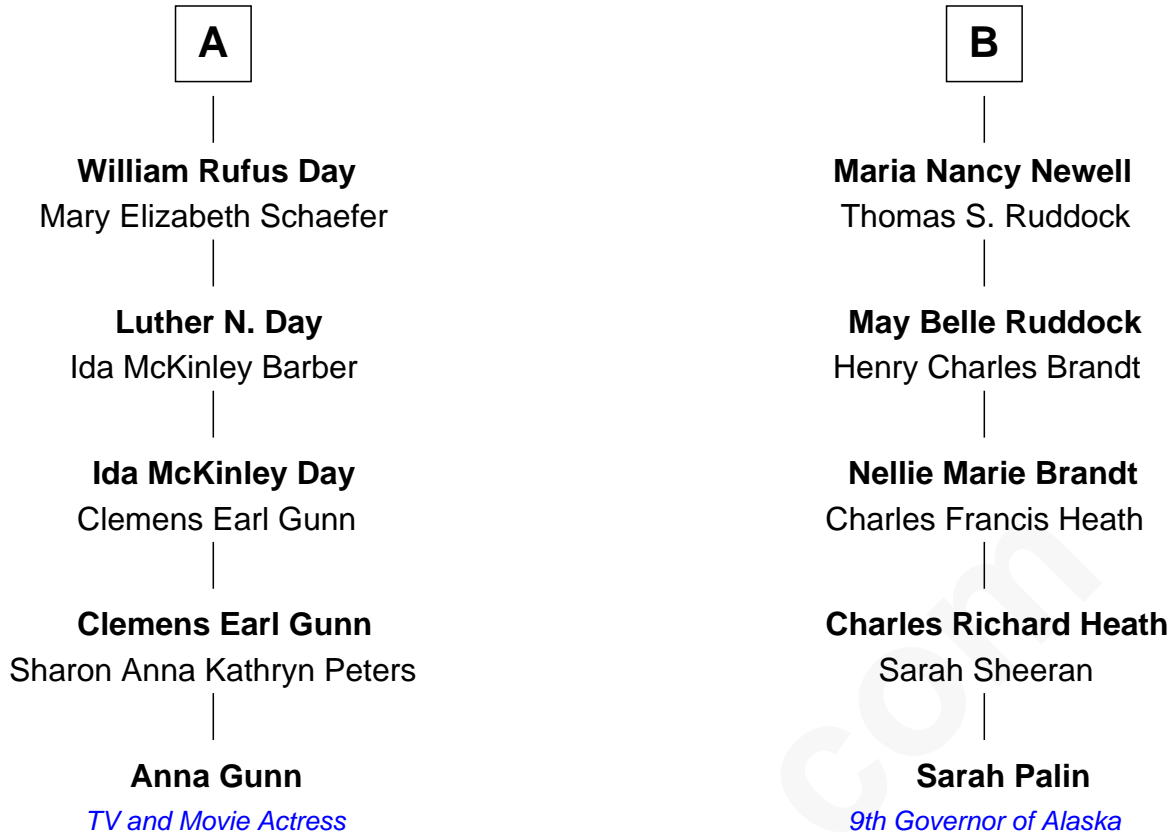 A
William Rufus Day
Mary Elizabeth Schaefer
Luther N. Day
Ida McKinley Barber
Ida McKinley Day
Clemens Earl Gunn
Clemens Earl Gunn
Sharon Anna Kathryn Peters
Anna Gunn
TV and Movie Actress
B
Maria Nancy Newell
Thomas S. Ruddock
May Belle Ruddock
Henry Charles Brandt
Nellie Marie Brandt
Charles Francis Heath
Charles Richard Heath
Sarah Sheeran
Sarah Palin
9th Governor of Alaska
com